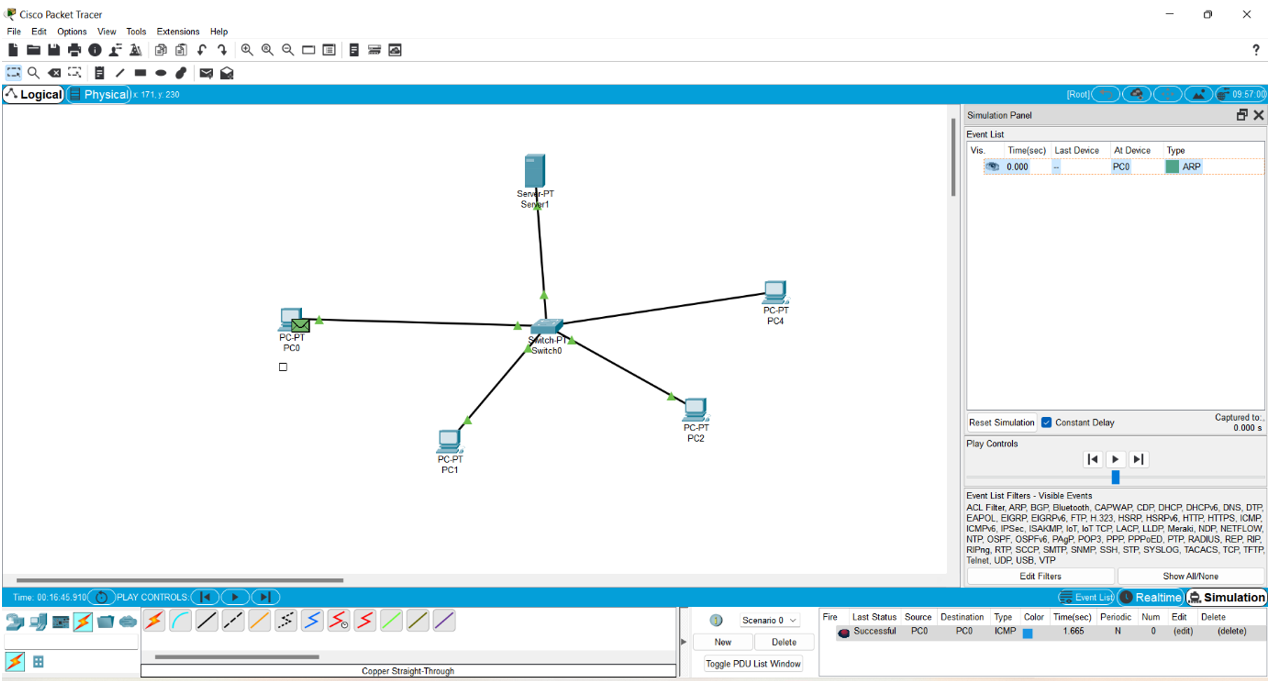 Cisco Packet Tracer
File Edit Options View Tools Extensions Help
?
Logical Physical x: 171, y: 230 [Root] 09:57:00
Simulation Panel
Event List
Vis. Time(sec) Last Device At Device Type
0.000 -- PC0 ARP
Server-PT
Server1
PC-PT
PC4
PC-PT
PC0
Switch-PT
Switch0
PC-PT
PC2
PC-PT
PC1
Reset Simulation Constant Delay Captured to:
0.000 s
Play Controls
Event List Filters - Visible Events
ACL Filter, ARP, BGP, Bluetooth, CAPWAP, CDP, DHCP, DHCPv6, DNS, DTP,
EAPOL, EIGRP, EIGRPv6, FTP, H.323, HSRP, HSRPv6, HTTP, HTTPS, ICMP,
ICMPv6, IPSec, ISAKMP, IoT, IoT TCP, LACP, LLDP, Meraki, NDP, NETFLOW,
NTP, OSPF, OSPFv6, PAgP, POP3, PPP, PPPoED, PTP, RADIUS, REP, RIP,
RIPng, RTP, SCCP, SMTP, SNMP, SSH, STP, SYSLOG, TACACS, TCP, TFTP,
Telnet, UDP, USB, VTP
Edit Filters Show All/None
Time: 00:16:45.910 PLAY CONTROLS: Event List Realtime Simulation
Scenario 0
New Delete
Toggle PDU List Window
Fire Last Status Source Destination Type Color Time(sec) Periodic Num Edit Delete
Successful PC0 PC0 ICMP 1.665 N 0 (edit) (delete)
Copper Straight-Through